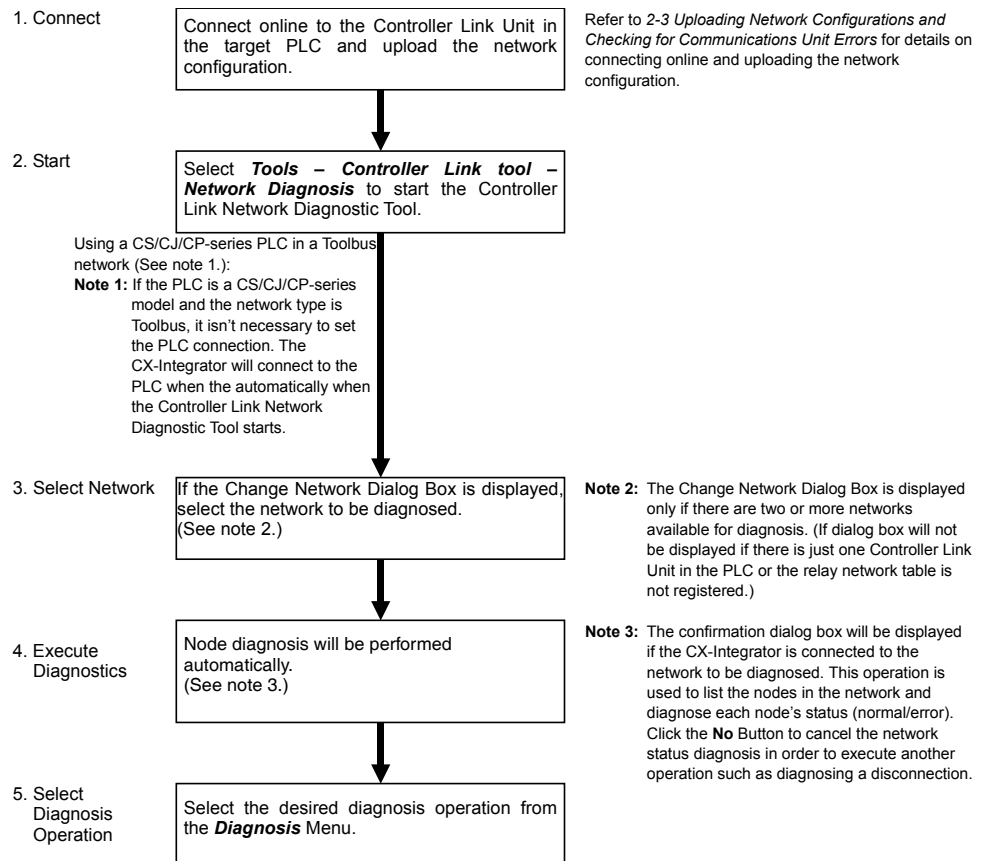 1. Connect
Connect online to the Controller Link Unit in
the target PLC and upload the network
configuration.
Refer to 2-3 Uploading Network Configurations and
Checking for Communications Unit Errors for details on
connecting online and uploading the network
configuration.
2. Start
Select Tools – Controller Link tool –
Network Diagnosis to start the Controller
Link Network Diagnostic Tool.
Using a CS/CJ/CP-series PLC in a Toolbus
network (See note 1.):
Note 1: If the PLC is a CS/CJ/CP-series
model and the network type is
Toolbus, it isn't necessary to set
the PLC connection. The
CX-Integrator will connect to the
PLC when the automatically when
the Controller Link Network
Diagnostic Tool starts.
3. Select Network
If the Change Network Dialog Box is displayed,
select the network to be diagnosed.
(See note 2.)
Note 2: The Change Network Dialog Box is displayed
only if there are two or more networks
available for diagnosis. (If dialog box will not
be displayed if there is just one Controller Link
Unit in the PLC or the relay network table is
not registered.)
4. Execute
Diagnostics
Node diagnosis will be performed
automatically.
(See note 3.)
Note 3: The confirmation dialog box will be displayed
if the CX-Integrator is connected to the
network to be diagnosed. This operation is
used to list the nodes in the network and
diagnose each node's status (normal/error).
Click the No Button to cancel the network
status diagnosis in order to execute another
operation such as diagnosing a disconnection.
5. Select
Diagnosis
Operation
Select the desired diagnosis operation from
the Diagnosis Menu.